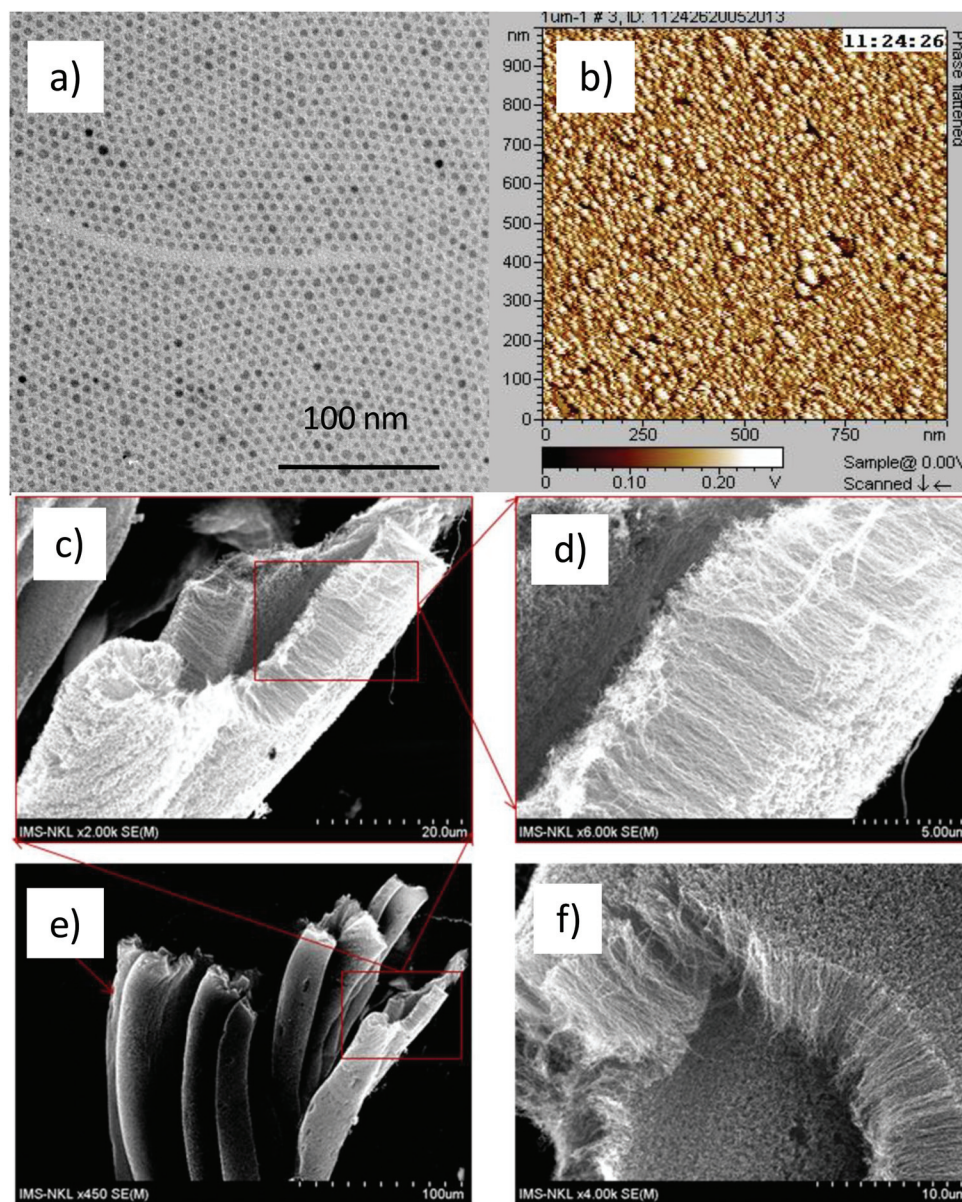 a)
100 nm
1um-1 # 3, ID: 11242620052013
nm
11:24:26
b)
Phase flattened
900
800
700
600
500
400
300
200
100
0
0 250 500 750 nm
0 0.10 0.20 V
Sample@ 0.00V
Scanned ↓ ←
c)
IMS-NKL x2.00k SE(M) 20.0um
d)
IMS-NKL x6.00k SE(M) 5.00um
e)
IMS-NKL x450 SE(M) 100um
f)
IMS-NKL x4.00k SE(M) 10.0um